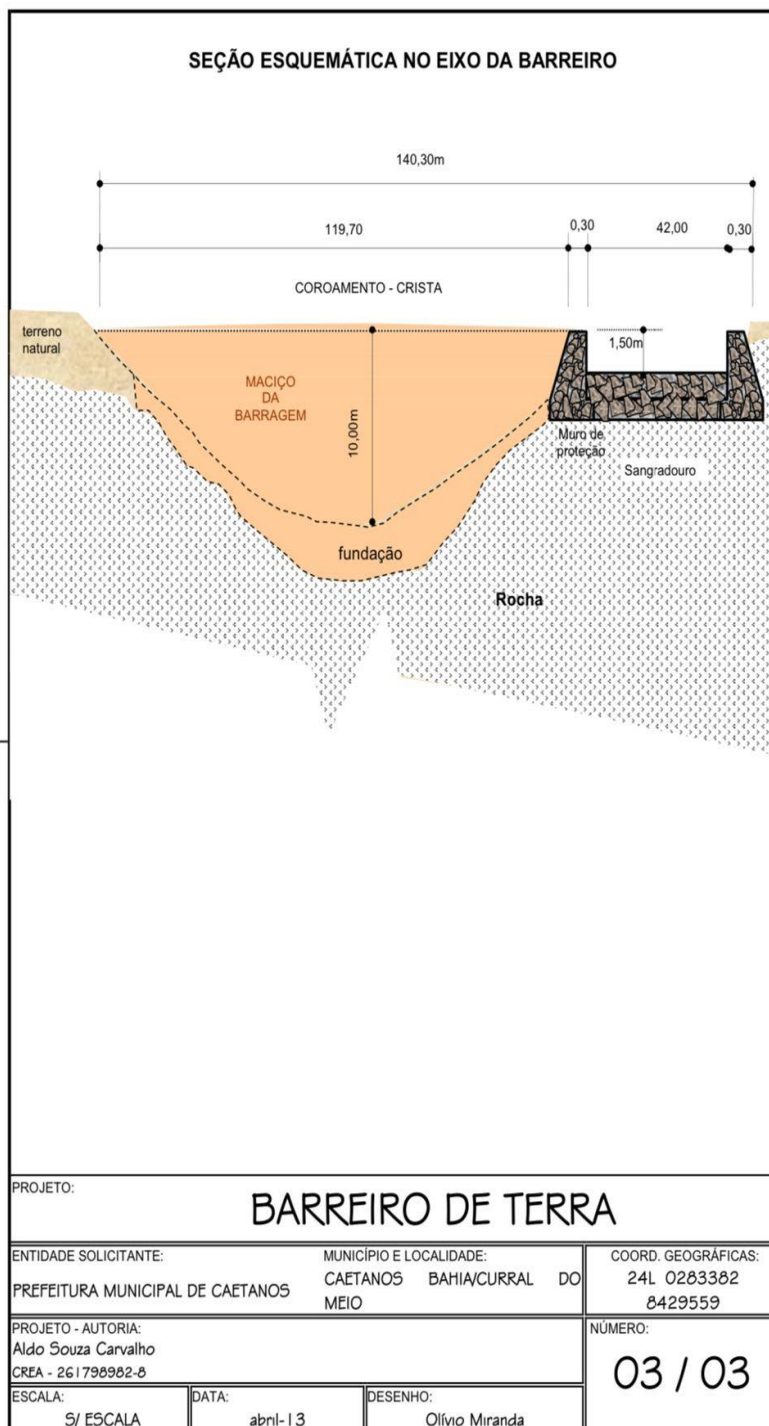 SEÇÃO ESQUEMÁTICA NO EIXO DA BARREIRO
140,30m
119,70
0,30
42,00
0,30
COROAMENTO - CRISTA
terreno
natural
1,50m
MACIÇO
DA
BARRAGEM
10,00m
Muro de
proteção
Sangradouro
fundação
Rocha
PROJETO:
BARREIRO DE TERRA
ENTIDADE SOLICITANTE:
PREFEITURA MUNICIPAL DE CAETANOS
MUNICÍPIO E LOCALIDADE:
CAETANOS BAHIA/CURRAL DO
MEIO
COORD. GEOGRÁFICAS:
24L 0283382
8429559
PROJETO - AUTORIA:
Aldo Souza Carvalho
CREA - 261798982-8
NÚMERO:
03 / 03
ESCALA:
S/ ESCALA
DATA:
abril-13
DESENHO:
Olívio Miranda